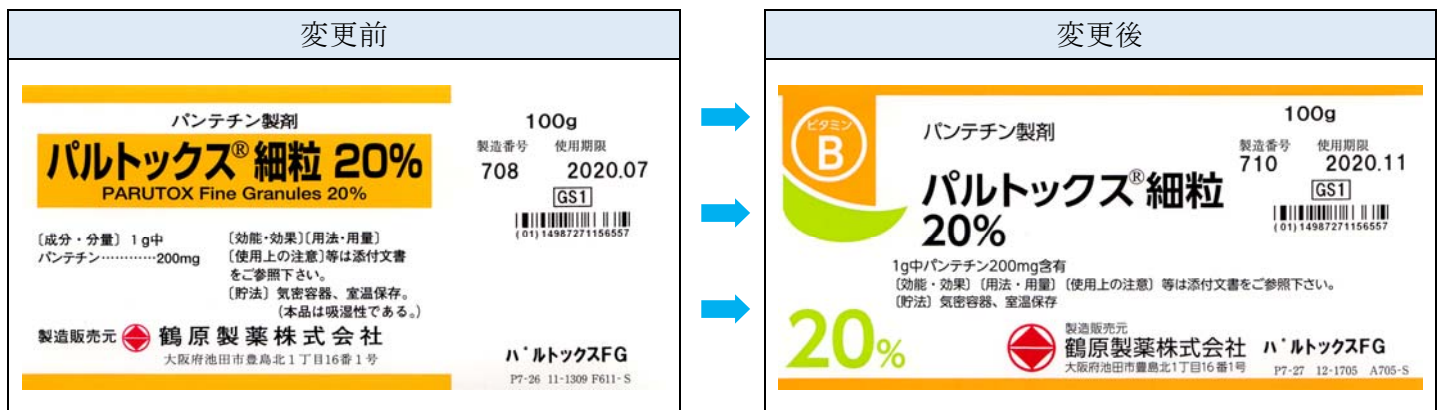 変更前
パンテチン製剤
パルトックス®細粒 20%
PARUTOX Fine Granules 20%
100g
製造番号 使用期限
708 2020.07
GS1
(01)14987271156557
〔成分・分量〕 1g中
パンテチン…………200mg
〔効能・効果〕〔用法・用量〕
〔使用上の注意〕等は添付文書
をご参照下さい。
〔貯法〕気密容器、室温保存。
(本品は吸湿性である。)
製造販売元 鶴原製薬株式会社
大阪府池田市豊島北1丁目16番1号
パルトックスFG
P7-26 11-1309 F611-S
変更後
ビタミン
B
パンテチン製剤
パルトックス®細粒
20%
100g
製造番号 使用期限
710 2020.11
GS1
(01)14987271156557
1g中パンテチン200mg含有
〔効能・効果〕〔用法・用量〕〔使用上の注意〕等は添付文書をご参照下さい。
〔貯法〕気密容器、室温保存
20%
製造販売元
鶴原製薬株式会社
大阪府池田市豊島北1丁目16番1号
パルトックスFG
P7-27 12-1705 A705-S